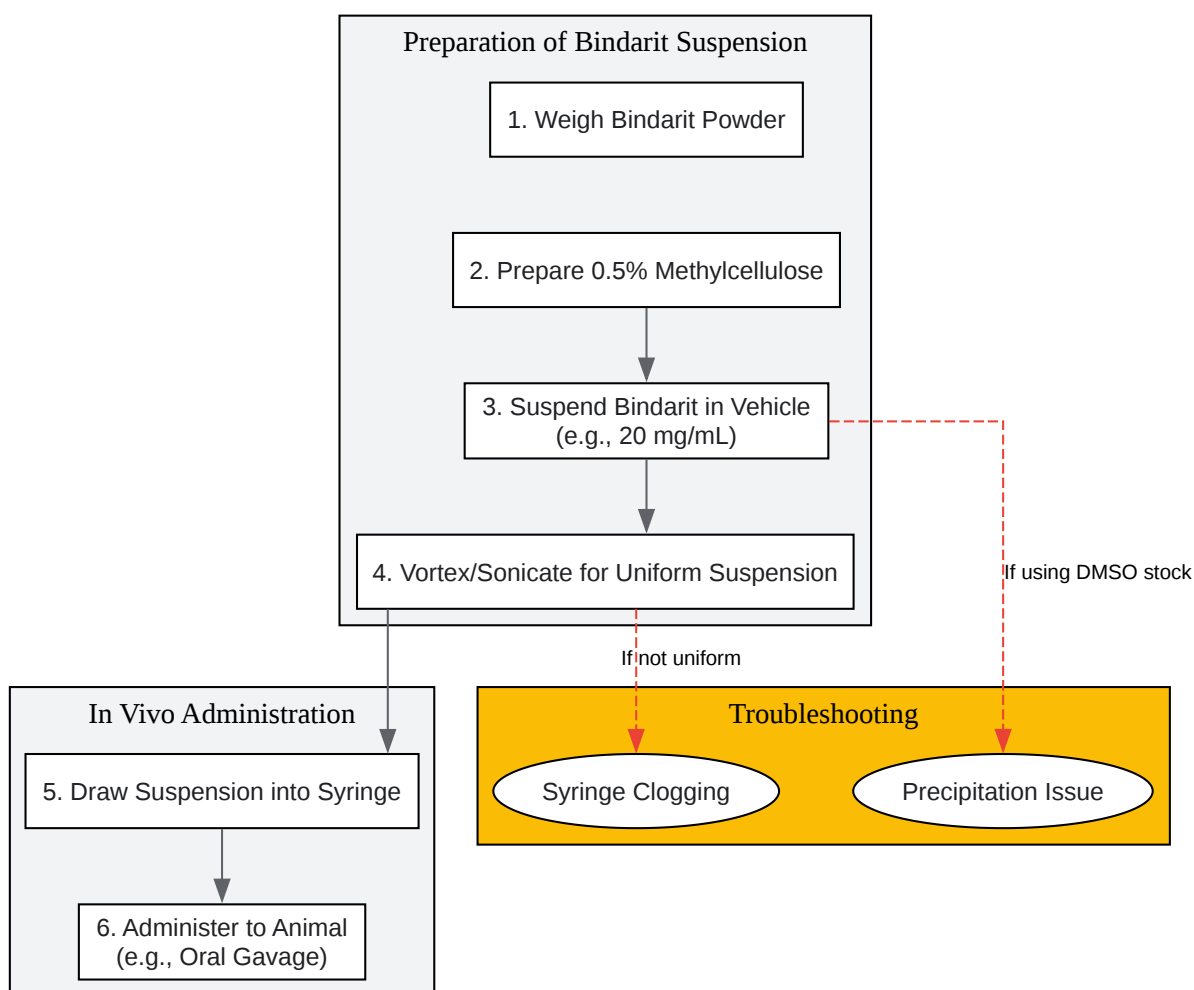 Preparation of Bindarit Suspension
1. Weigh Bindarit Powder
2. Prepare 0.5% Methylcellulose
3. Suspend Bindarit in Vehicle
(e.g., 20 mg/mL)
4. Vortex/Sonicate for Uniform Suspension
If using DMSO stock
If not uniform
In Vivo Administration
5. Draw Suspension into Syringe
6. Administer to Animal
(e.g., Oral Gavage)
Troubleshooting
Syringe Clogging
Precipitation Issue